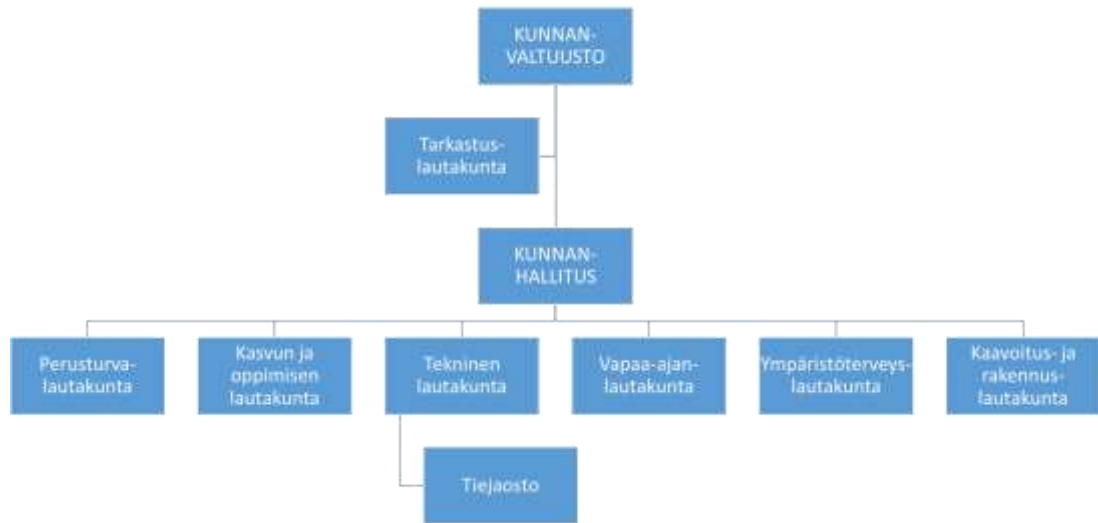 KUNNAN-
VALTUUSTO
Tarkastus-
lautakunta
KUNNAN-
HALLITUS
Perusturva-
lautakunta
Kasvun ja
oppimisen
lautakunta
Tekninen
lautakunta
Vapaa-ajan-
lautakunta
Ympäristöterveys-
lautakunta
Kaavoitus- ja
rakennus-
lautakunta
Tiejaosto